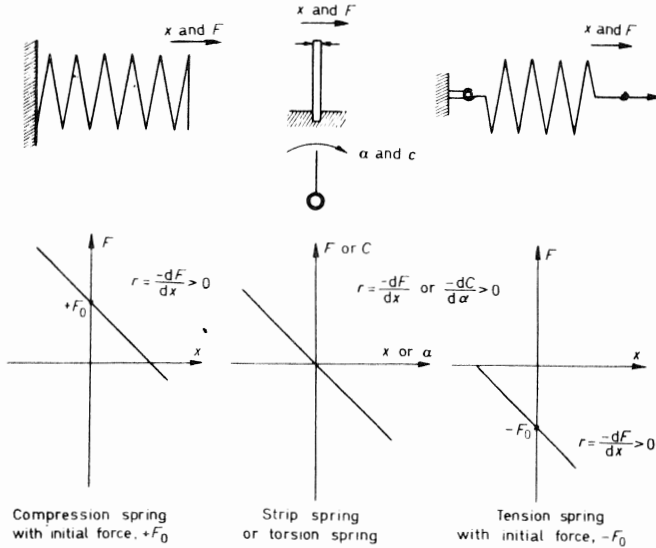 x and F
x and F
x and F
α and c
F
r = -dF/dx > 0
+F₀
x
F or C
r = -dF/dx or -dC/dα > 0
x or α
F
x
-F₀
r = -dF/dx > 0
Compression spring
with initial force, +F₀
Strip spring
or torsion spring
Tension spring
with initial force, -F₀